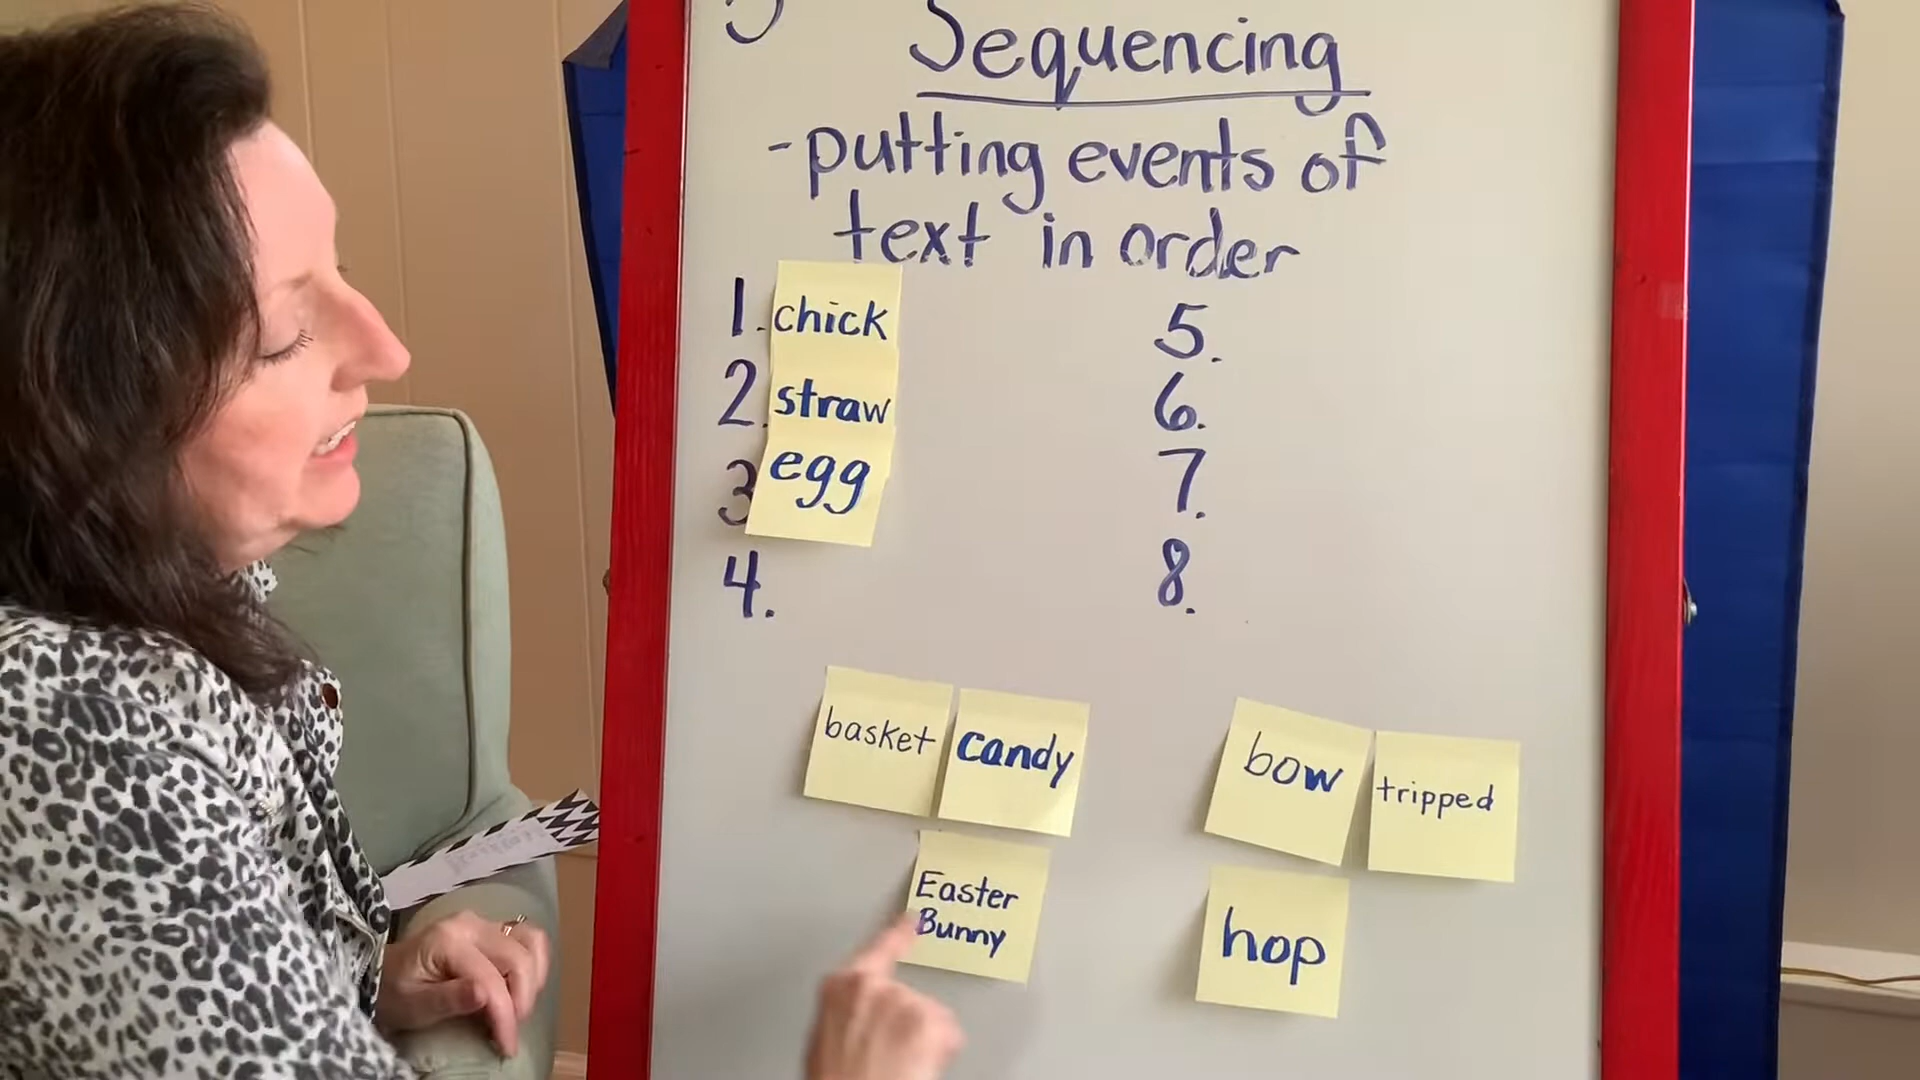 Sequencing
-putting events of
text in order
1. chick
2. straw
3 egg
4.
5.
6.
7.
8.
basket
candy
Easter
Bunny
bow
tripped
hop